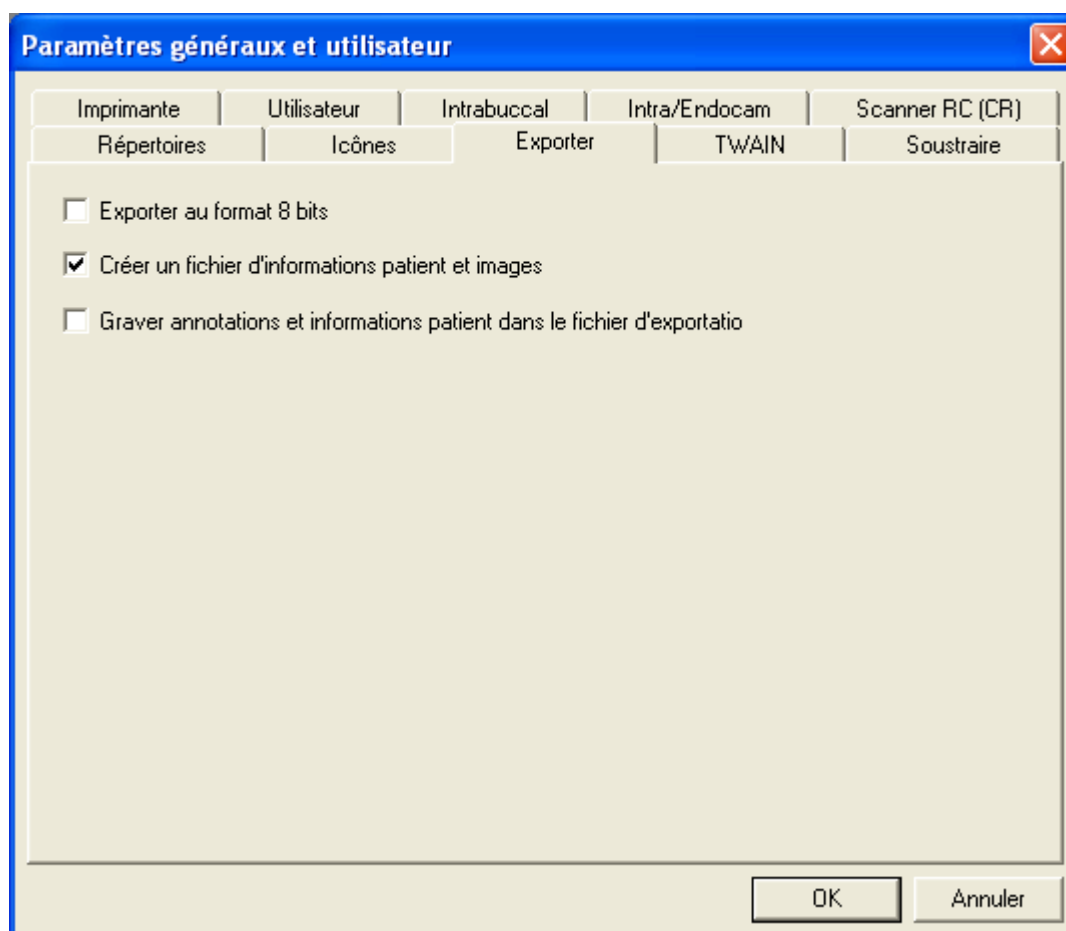 Paramètres généraux et utilisateur
Imprimante Utilisateur Intrabuccal Intra/Endocam Scanner RC (CR)
Répertoires Icônes Exporter TWAIN Soustraire
Exporter au format 8 bits
Créer un fichier d'informations patient et images
Graver annotations et informations patient dans le fichier d'exportatio
OK Annuler